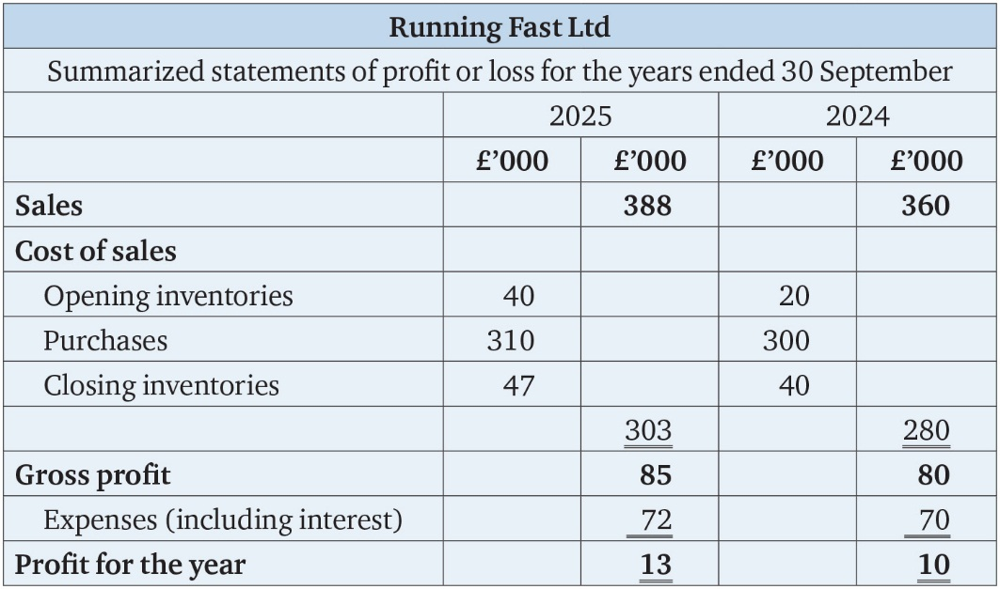 Running Fast Ltd
Summarized statements of profit or loss for the years ended 30 September
2025 2024
£’000 £’000 £’000 £’000
Sales 388 360
Cost of sales
Opening inventories 40 20
Purchases 310 300
Closing inventories 47 40
303 280
Gross profit 85 80
Expenses (including interest) 72 70
Profit for the year 13 10